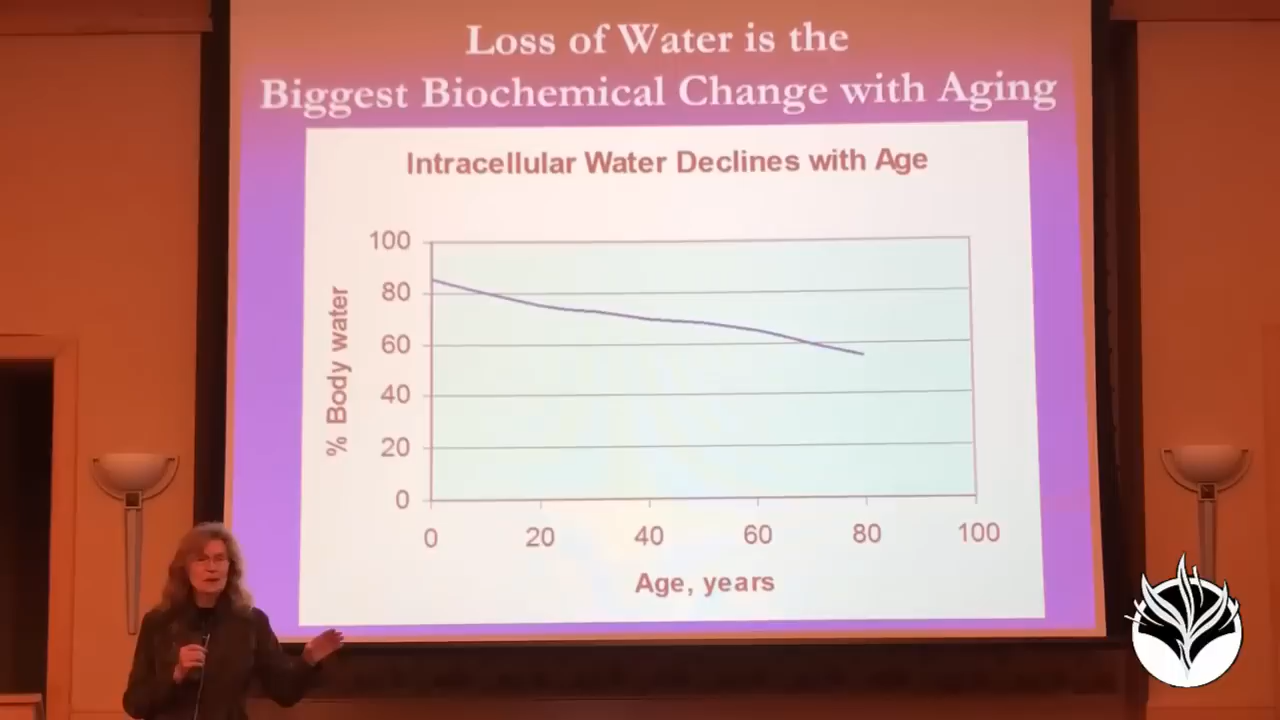 Loss of Water is the
Biggest Biochemical Change with Aging
Intracellular Water Declines with Age
% Body water
100
80
60
40
20
0
0 20 40 60 80 100
Age, years